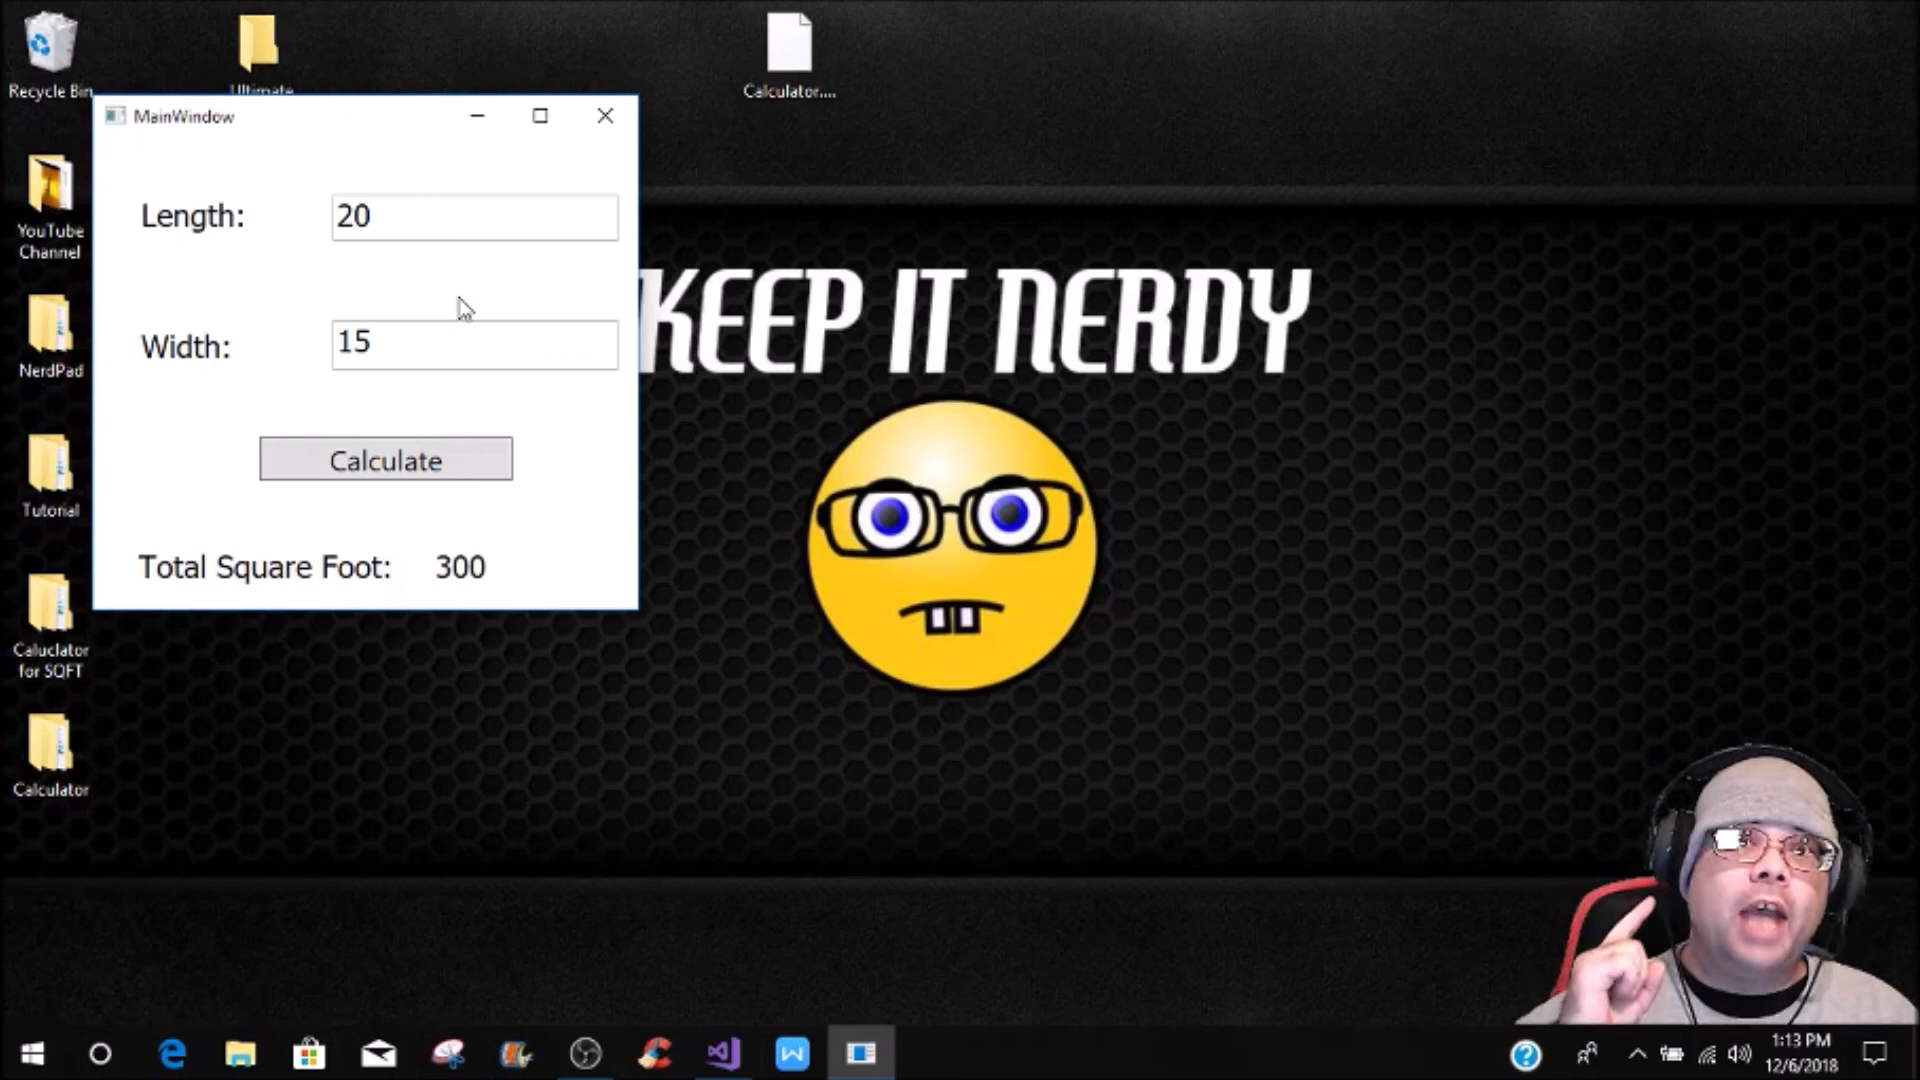 Recycle Bin
Ultimate
Calculator....
MainWindow
YouTube
Channel
Length:
20
KEEP IT NERDY
Width:
15
NerdPad
Calculate
Tutorial
Total Square Foot:
300
Caluclator
for SQFT
Calculator
1:13 PM
12/6/2018